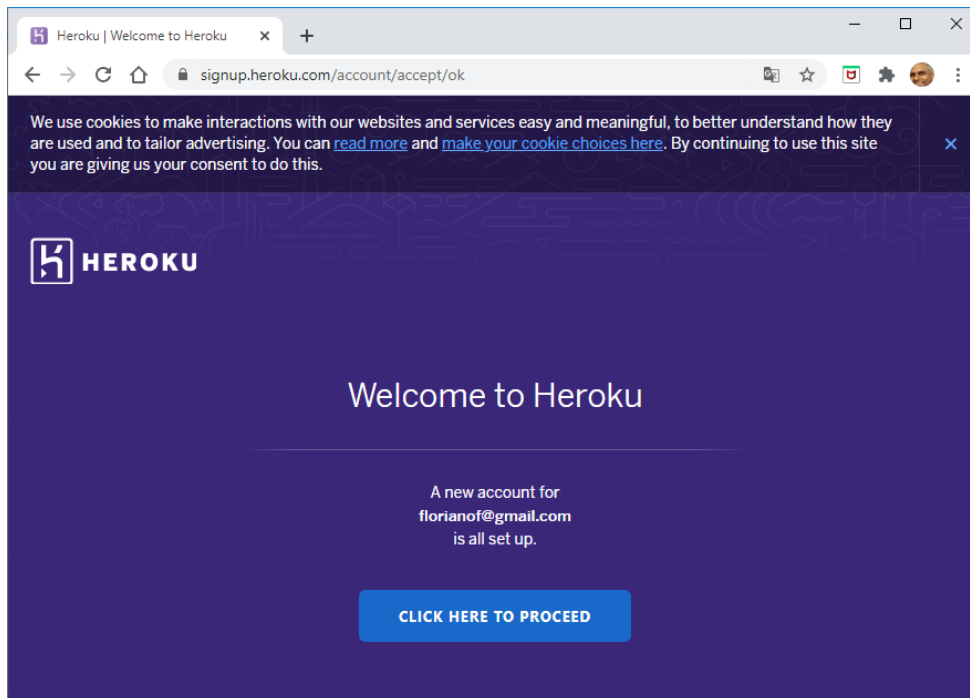 Heroku | Welcome to Heroku
signup.heroku.com/account/accept/ok
We use cookies to make interactions with our websites and services easy and meaningful, to better understand how they
are used and to tailor advertising. You can read more and make your cookie choices here. By continuing to use this site
you are giving us your consent to do this.
HEROKU
Welcome to Heroku
A new account for
florianof@gmail.com
is all set up.
CLICK HERE TO PROCEED